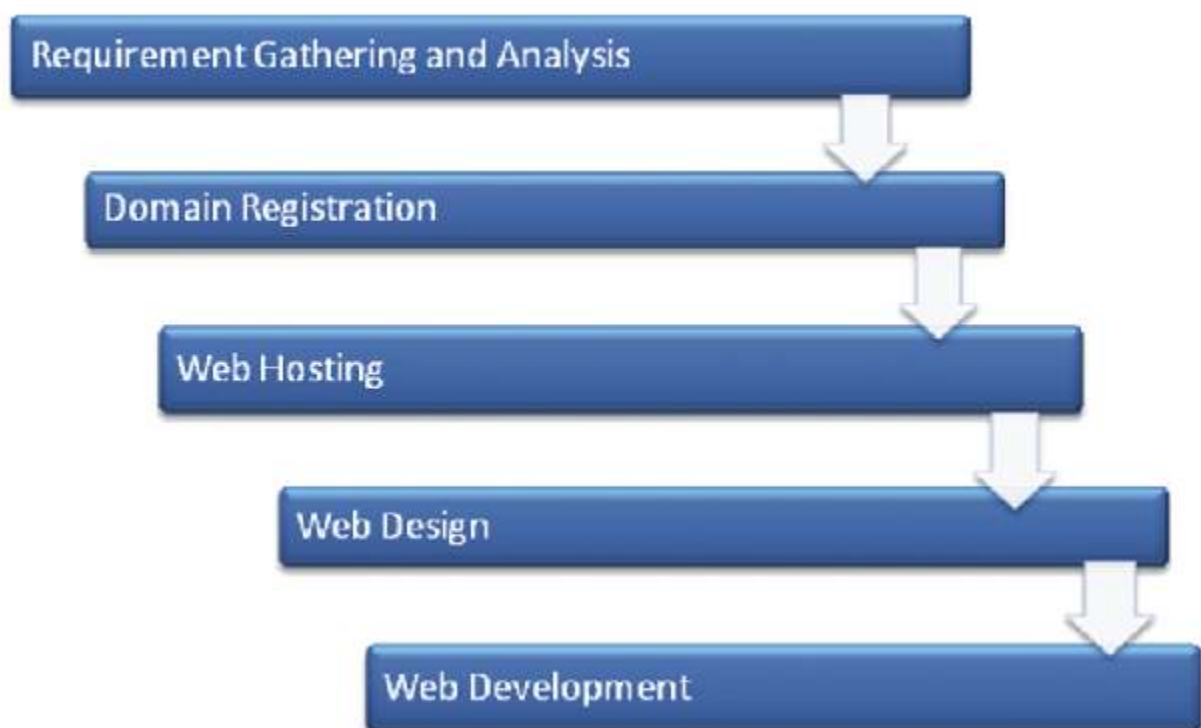 Requirement Gathering and Analysis
Domain Registration
Web Hosting
Web Design
Web Development